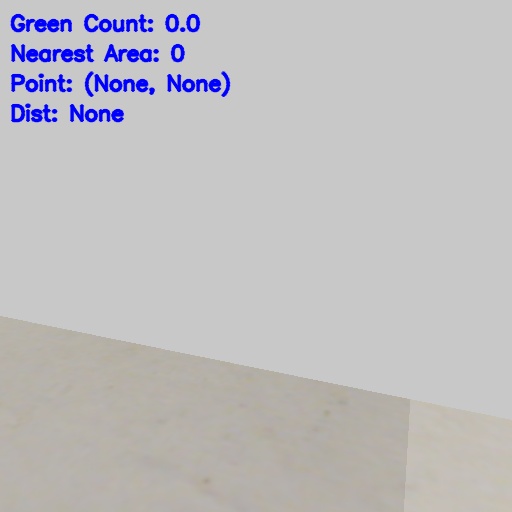 Green Count: 0.0
Nearest Area: 0
Point: (None, None)
Dist: None